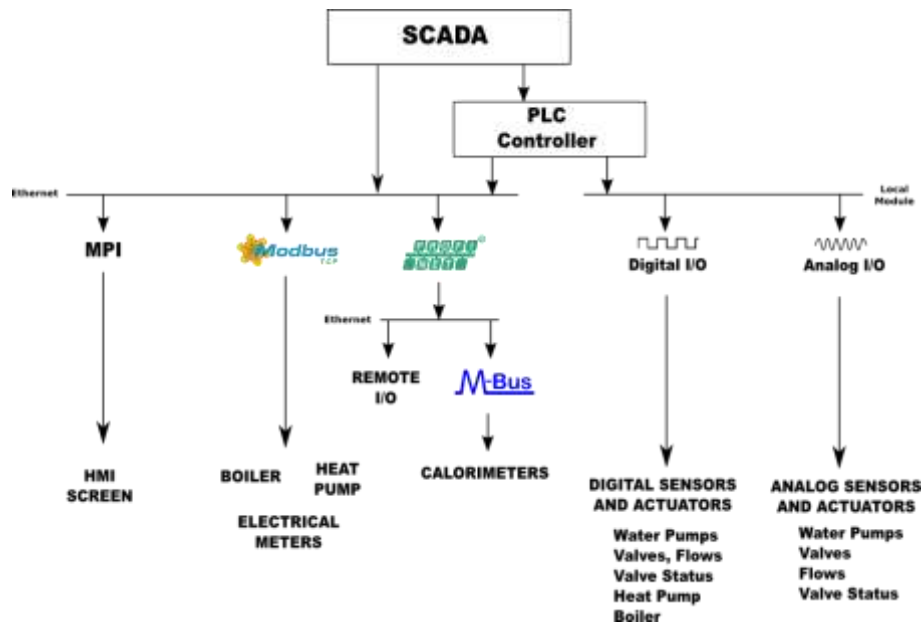 SCADA
PLC
Controller
Ethernet
Local
Module
MPI
Modbus
TCP
PROFI
NET
Digital I/O
Analog I/O
Ethernet
REMOTE
I/O
M-Bus
HMI
SCREEN
BOILER
HEAT
PUMP
ELECTRICAL
METERS
CALORIMETERS
DIGITAL SENSORS
AND ACTUATORS
Water Pumps
Valves, Flows
Valve Status
Heat Pump
Boiler
ANALOG SENSORS
AND ACTUATORS
Water Pumps
Valves
Flows
Valve Status